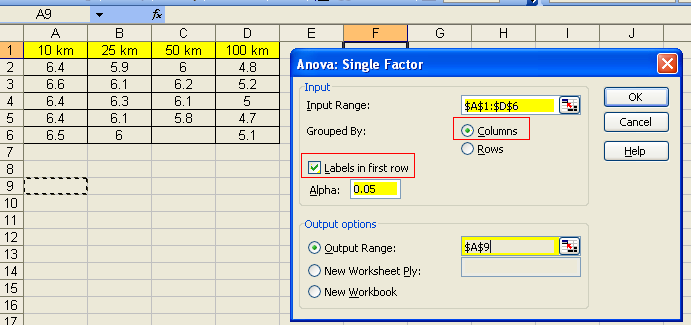 A9 fx
A B C D E F G H I J
1 10 km 25 km 50 km 100 km
2 6.4 5.9 6 4.8
3 6.6 6.1 6.2 5.2
4 6.4 6.3 6.1 5
5 6.4 6.1 5.8 4.7
6 6.5 6 5.1
7
8
9
10
11
12
13
14
15
16
17
Anova: Single Factor
Input
Input Range: $A$1:$D$6
Grouped By: Columns
Rows
Labels in first row
Alpha: 0.05
OK
Cancel
Help
Output options
Output Range: $A$9
New Worksheet Ply:
New Workbook